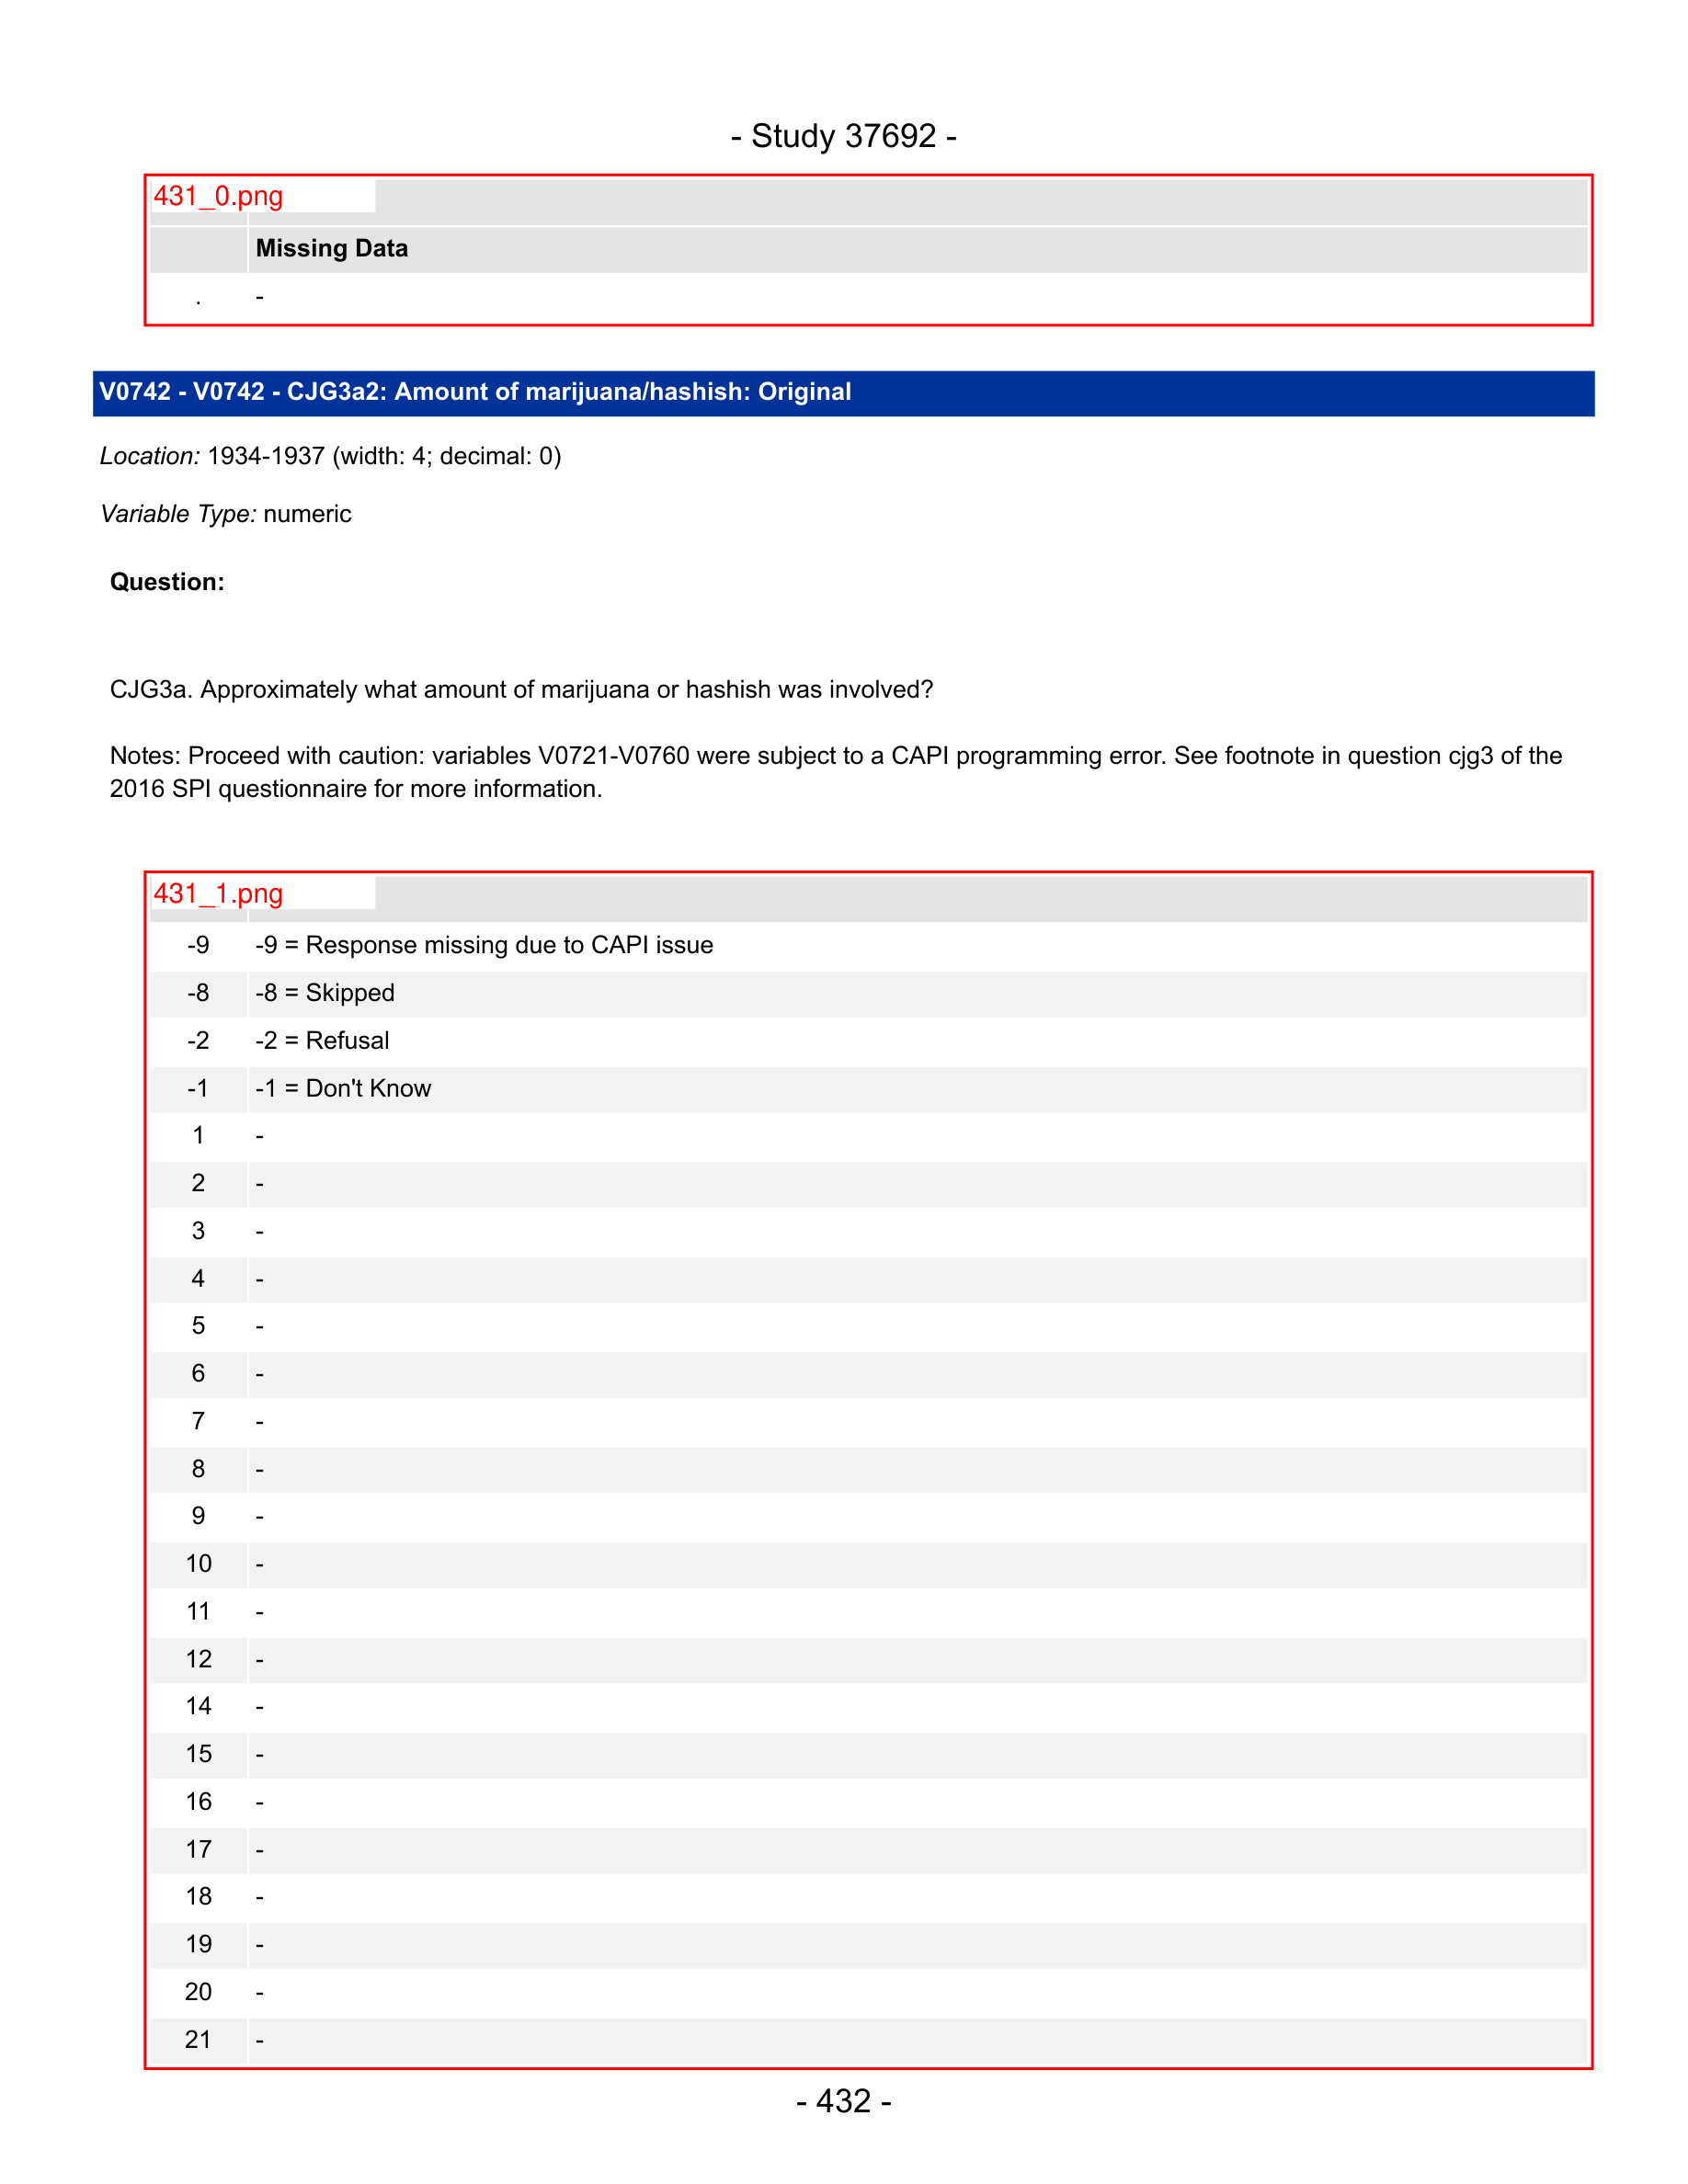 - Study 37692 -
431_0.png
Missing Data
. -
V0742 - V0742 - CJG3a2: Amount of marijuana/hashish: Original
Location: 1934-1937 (width: 4; decimal: 0)
Variable Type: numeric
Question:
CJG3a. Approximately what amount of marijuana or hashish was involved?
Notes: Proceed with caution: variables V0721-V0760 were subject to a CAPI programming error. See footnote in question cjg3 of the
2016 SPI questionnaire for more information.
431_1.png
-9 -9 = Response missing due to CAPI issue
-8 -8 = Skipped
-2 -2 = Refusal
-1 -1 = Don't Know
1 -
2 -
3 -
4 -
5 -
6 -
7 -
8 -
9 -
10 -
11 -
12 -
14 -
15 -
16 -
17 -
18 -
19 -
20 -
21 -
- 432 -